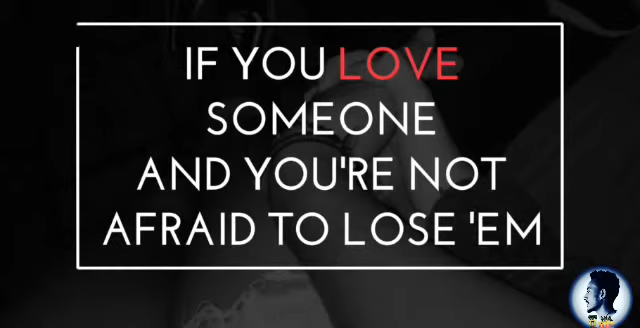 IF YOU LOVE
SOMEONE
AND YOU'RE NOT
AFRAID TO LOSE 'EM